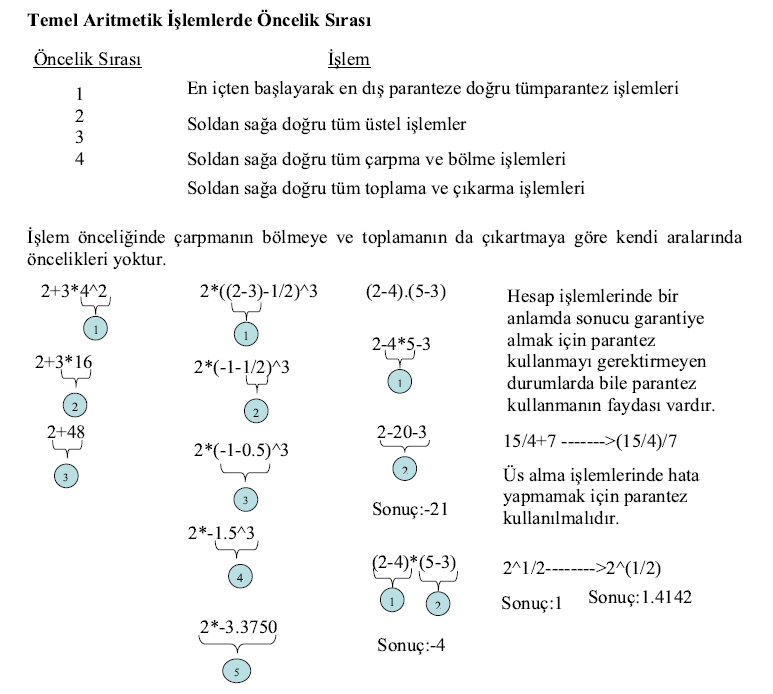 Temel Aritmetik İşlemlerde Öncelik Sırası
Öncelik Sırası İşlem
1
2
3
4
En içten başlayarak en dış paranteze doğru tümparantez işlemleri
Soldan sağa doğru tüm üstel işlemler
Soldan sağa doğru tüm çarpma ve bölme işlemleri
Soldan sağa doğru tüm toplama ve çıkarma işlemleri
İşlem önceliğinde çarpmanın bölmeye ve toplamanın da çıkartmaya göre kendi aralarında
öncelikleri yoktur.
2+3*4^2
1
2+3*16
2
2+48
3
2*((2-3)-1/2)^3
1
2*(-1-1/2)^3
2
2*(-1-0.5)^3
3
2*-1.5^3
4
2*-3.3750
5
(2-4).(5-3)
2-4*5-3
1
2-20-3
2
Sonuç:-21
(2-4)*(5-3)
1 2
Sonuç:-4
Hesap işlemlerinde bir
anlamda sonucu garantiye
almak için parantez
kullanmayı gerektirmeyen
durumlarda bile parantez
kullanmanın faydası vardır.
15/4+7 ------->(15/4)/7
Üs alma işlemlerinde hata
yapmamak için parantez
kullanılmalıdır.
2^1/2-------->2^(1/2)
Sonuç:1 Sonuç:1.4142